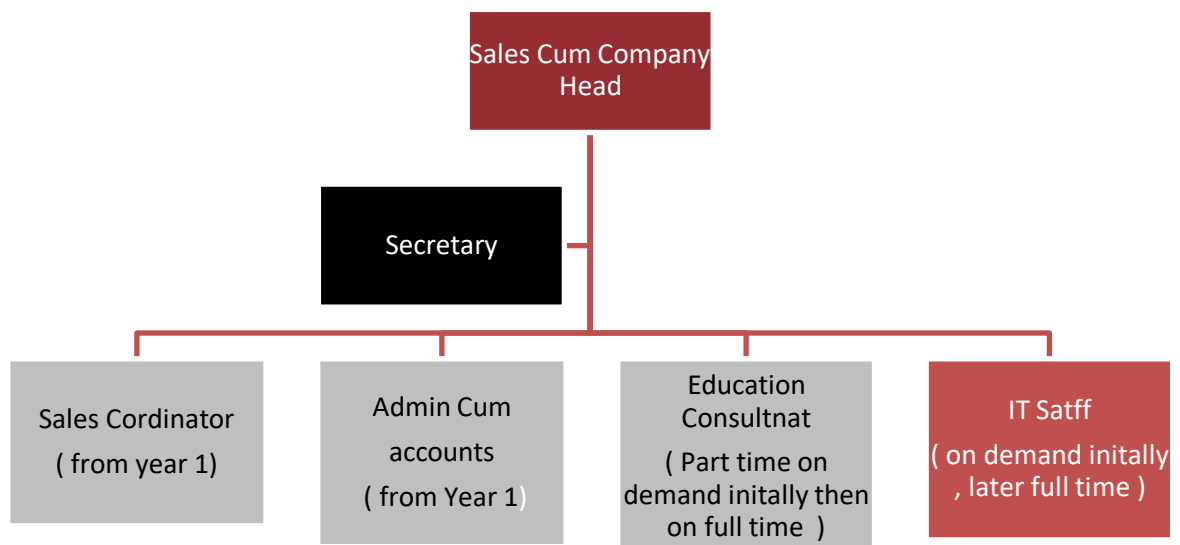 Sales Cum Company
Head
Secretary
Sales Cordinator
( from year 1)
Admin Cum
accounts
( from Year 1)
Education
Consultnat
( Part time on
demand initally then
on full time  )
IT Satff
( on demand initally
, later full time )